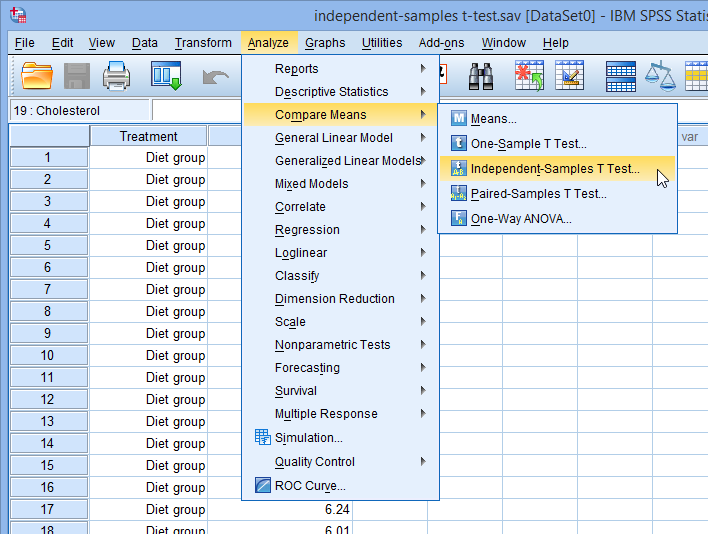 independent-samples t-test.sav [DataSet0] - IBM SPSS Statis
File Edit View Data Transform Analyze Graphs Utilities Add-ons Window Help
19 : Cholesterol
Treatment
var
Reports
Descriptive Statistics
Compare Means
General Linear Model
Generalized Linear Models
Mixed Models
Correlate
Regression
Loglinear
Classify
Dimension Reduction
Scale
Nonparametric Tests
Forecasting
Survival
Multiple Response
Simulation...
Quality Control
ROC Curve...
Means...
One-Sample T Test...
Independent-Samples T Test...
Paired-Samples T Test...
One-Way ANOVA...
1 Diet group
2 Diet group
3 Diet group
4 Diet group
5 Diet group
6 Diet group
7 Diet group
8 Diet group
9 Diet group
10 Diet group
11 Diet group
12 Diet group
13 Diet group
14 Diet group
15 Diet group
16 Diet group
17 Diet group 6.24
18 Diet group 6.01